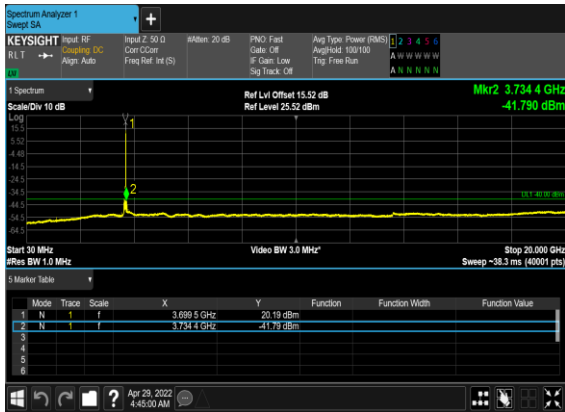 Spectrum Analyzer 1
Swept SA
+
KEYSIGHT Input: RF Input Z: 50 Ω #Atten: 20 dB PNO: Fast Avg Type: Power (RMS) 1 2 3 4 5 6
RLT Coupling: DC Corr CCorr Gate: Off Avg|Hold: 100/100 A W W W W W
Align: Auto Freq Ref: Int (S) IF Gain: Low Trig: Free Run
LXI Sig Track: Off A N N N N N
1 Spectrum Ref Lvl Offset 15.52 dB Mkr2 3.734 4 GHz
Scale/Div 10 dB Ref Level 25.52 dBm -41.790 dBm
Log
1
15.5
5.52
-4.48
-14.5
-24.5
-34.5 2 DL1 -40.00 dBm
-44.5
-54.5
-64.5
Start 30 MHz Video BW 3.0 MHz* Stop 20.000 GHz
#Res BW 1.0 MHz Sweep ~38.3 ms (40001 pts)
5 Marker Table
Mode Trace Scale X Y Function Function Width Function Value
1 N 1 f 3.699 5 GHz 20.19 dBm
2 N 1 f 3.734 4 GHz -41.79 dBm
3
4
5
6
? Apr 29, 2022
4:45:00 AM